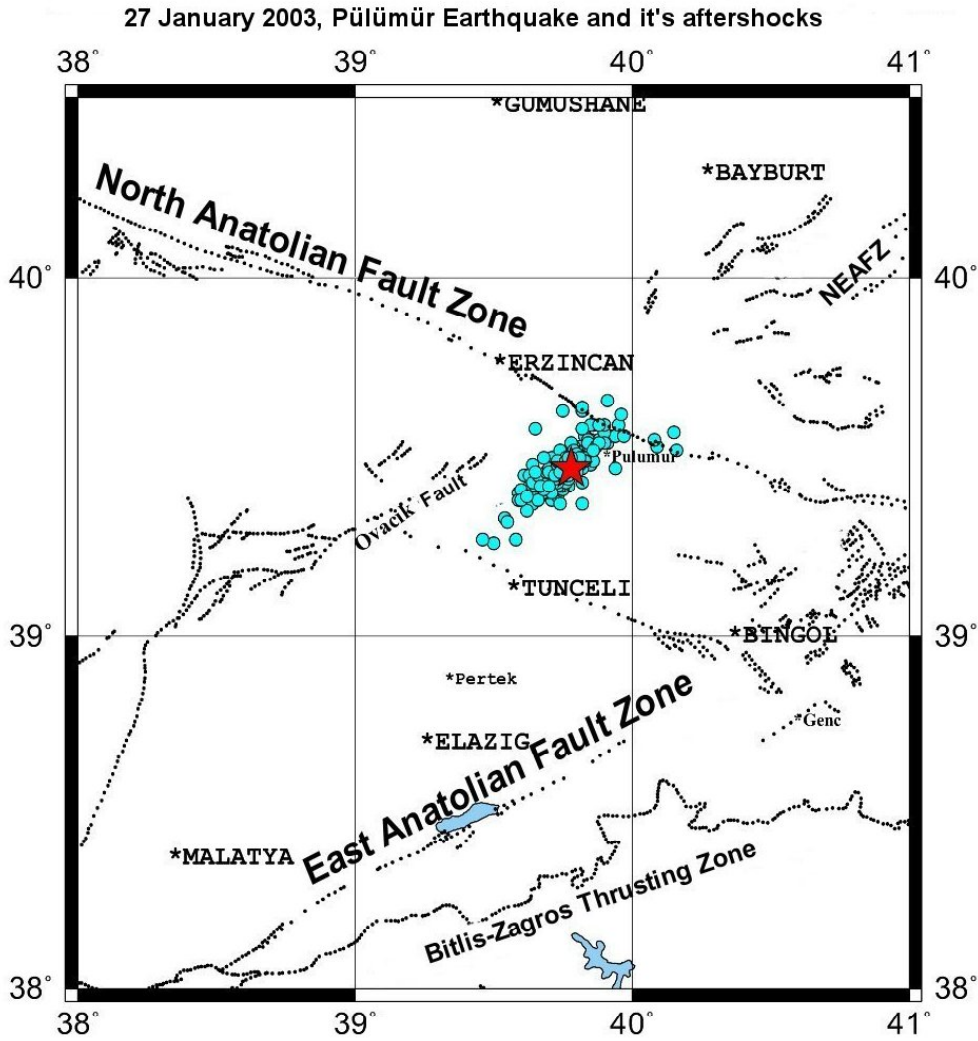 27 January 2003, Pülümür Earthquake and it's aftershocks
38° 39° 40° 41°
*GUMUSHANE
*BAYBURT
North Anatolian Fault Zone
NEAFZ
40° 40°
*ERZINCAN
*Pulumur
Ovacik Fault
*TUNCELI
39° 39°
*BINGOL
*Pertek
*Genc
*ELAZIG
East Anatolian Fault Zone
*MALATYA
Bitlis-Zagros Thrusting Zone
38° 38°
38° 39° 40° 41°